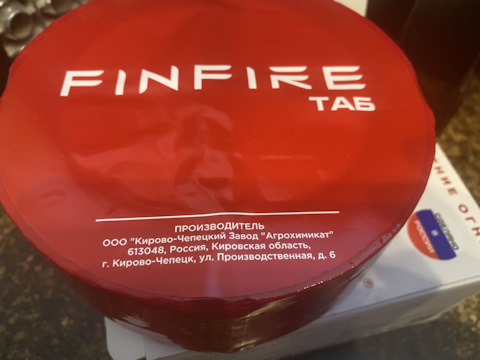 FINFIRE
ТАБ
ПРОИЗВОДИТЕЛЬ
ООО "Кирово-Чепецкий Завод "Агрохимикат"
613048, Россия, Кировская область,
г. Кирово-Чепецк, ул. Производственная, д. 6
®